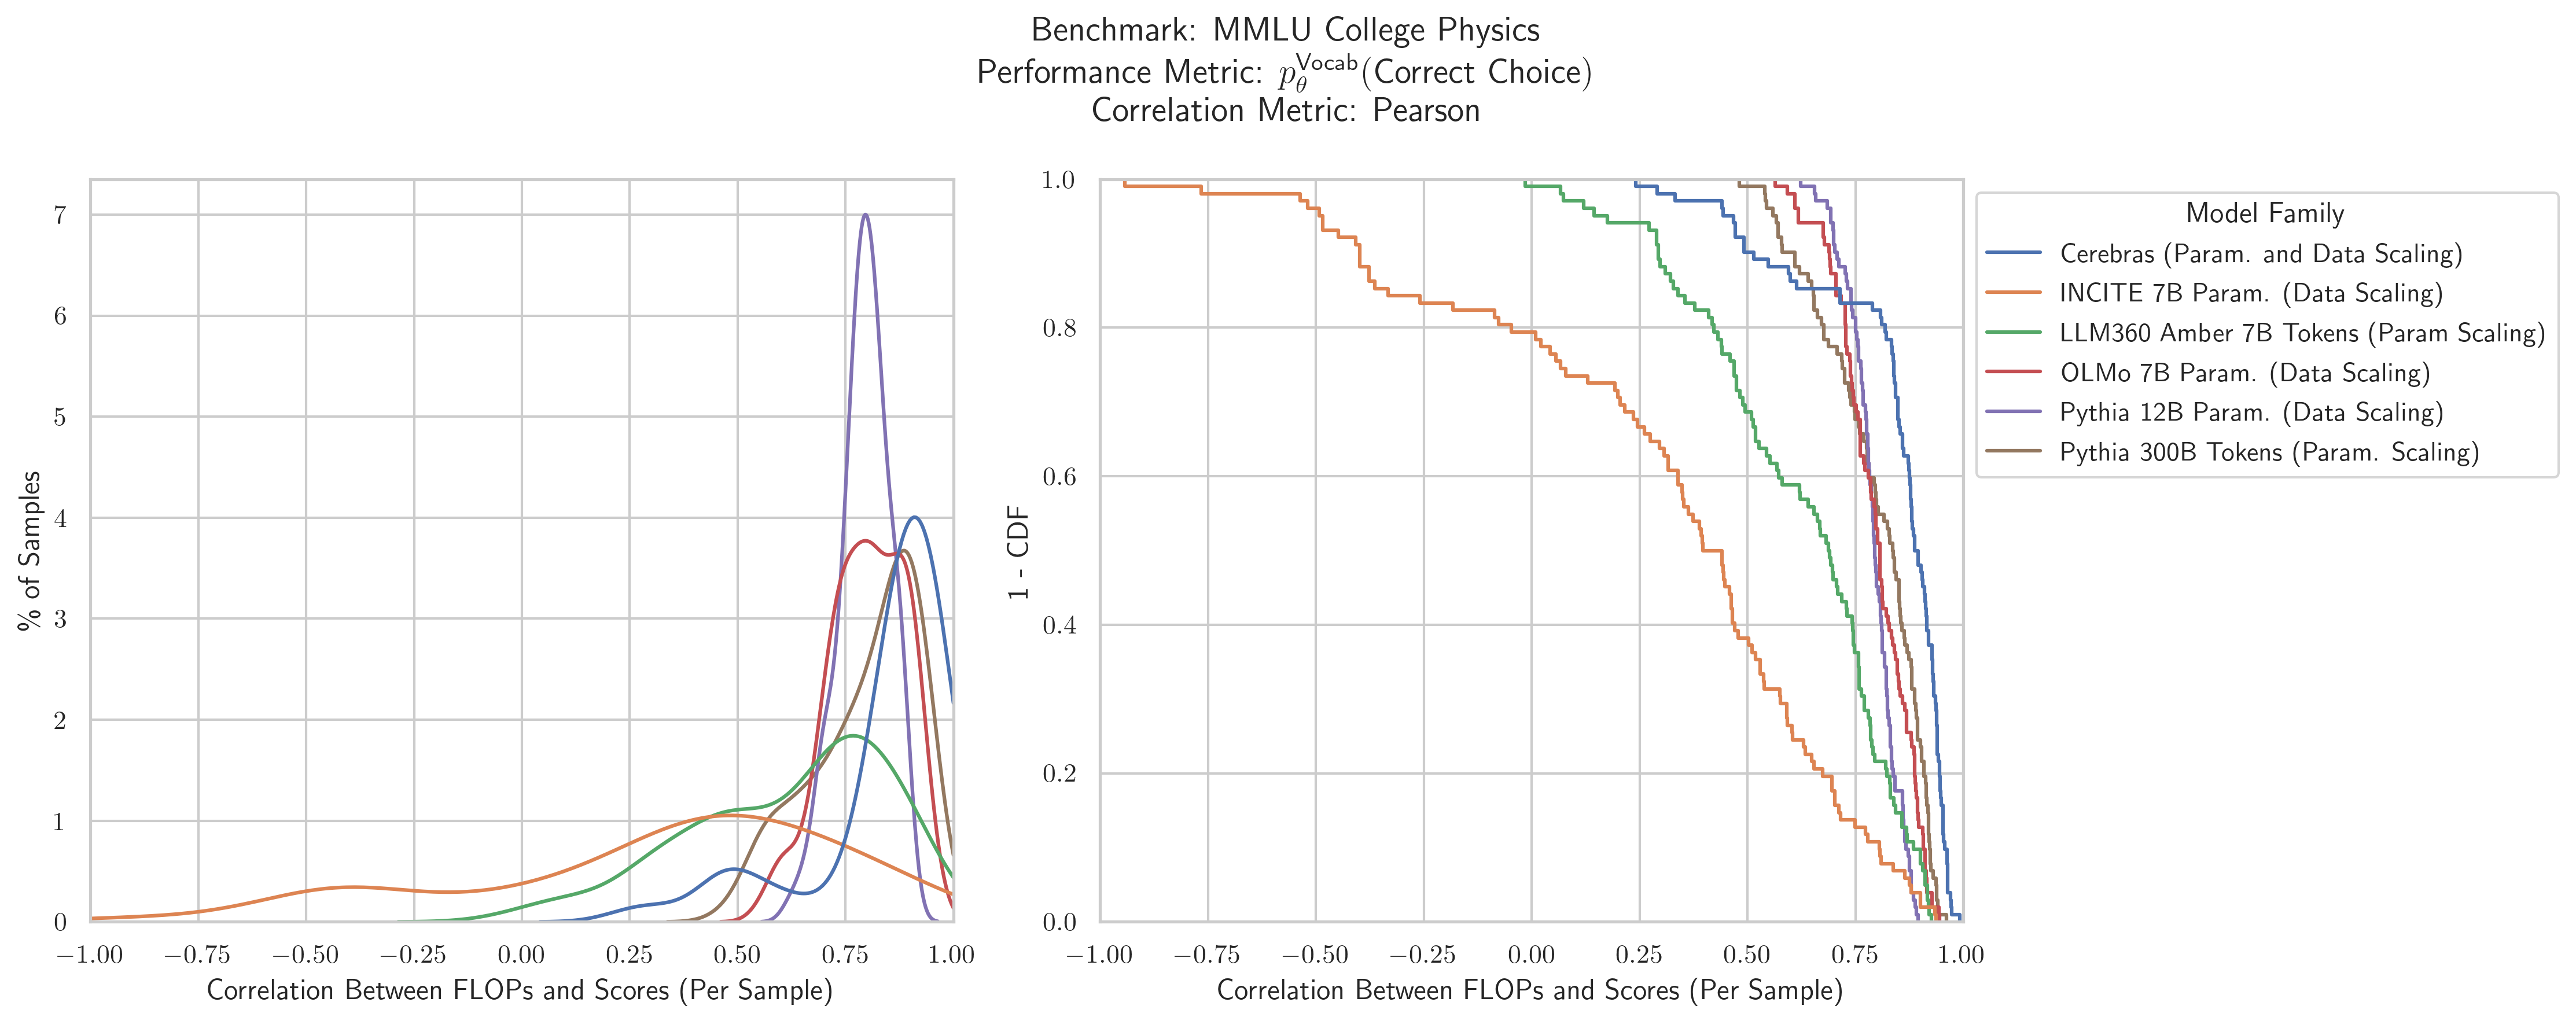 Benchmark: MMLU College Physics
Performance Metric: $p_\theta^{\text{Vocab}}$(Correct Choice)
Correlation Metric: Pearson
% of Samples
7
6
5
4
3
2
1
0
−1.00 −0.75 −0.50 −0.25 0.00 0.25 0.50 0.75 1.00
Correlation Between FLOPs and Scores (Per Sample)
1 - CDF
1.0
0.8
0.6
0.4
0.2
0.0
−1.00 −0.75 −0.50 −0.25 0.00 0.25 0.50 0.75 1.00
Correlation Between FLOPs and Scores (Per Sample)
Model Family
Cerebras (Param. and Data Scaling)
INCITE 7B Param. (Data Scaling)
LLM360 Amber 7B Tokens (Param Scaling)
OLMo 7B Param. (Data Scaling)
Pythia 12B Param. (Data Scaling)
Pythia 300B Tokens (Param. Scaling)